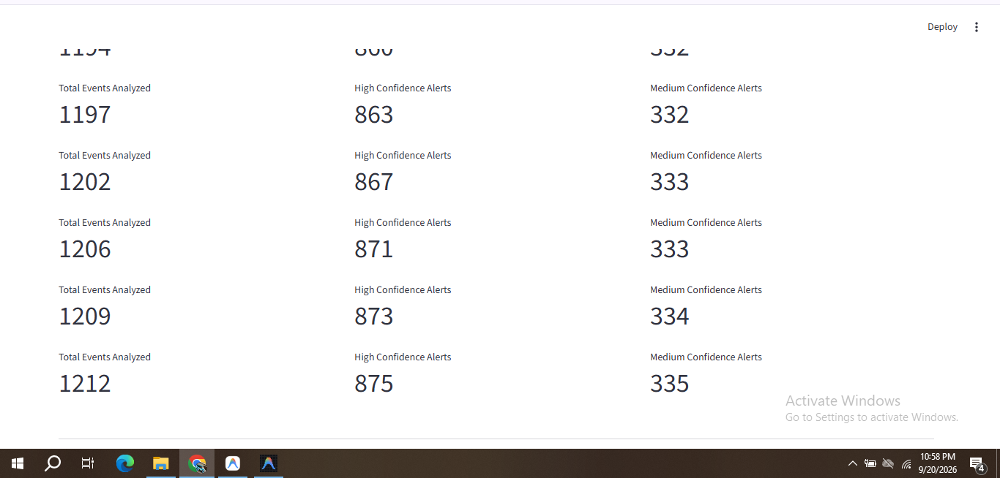 Deploy
1194 860 332
Total Events Analyzed High Confidence Alerts Medium Confidence Alerts
1197 863 332
Total Events Analyzed High Confidence Alerts Medium Confidence Alerts
1202 867 333
Total Events Analyzed High Confidence Alerts Medium Confidence Alerts
1206 871 333
Total Events Analyzed High Confidence Alerts Medium Confidence Alerts
1209 873 334
Total Events Analyzed High Confidence Alerts Medium Confidence Alerts
1212 875 335
Activate Windows
Go to Settings to activate Windows.
10:58 PM
9/20/2026
4